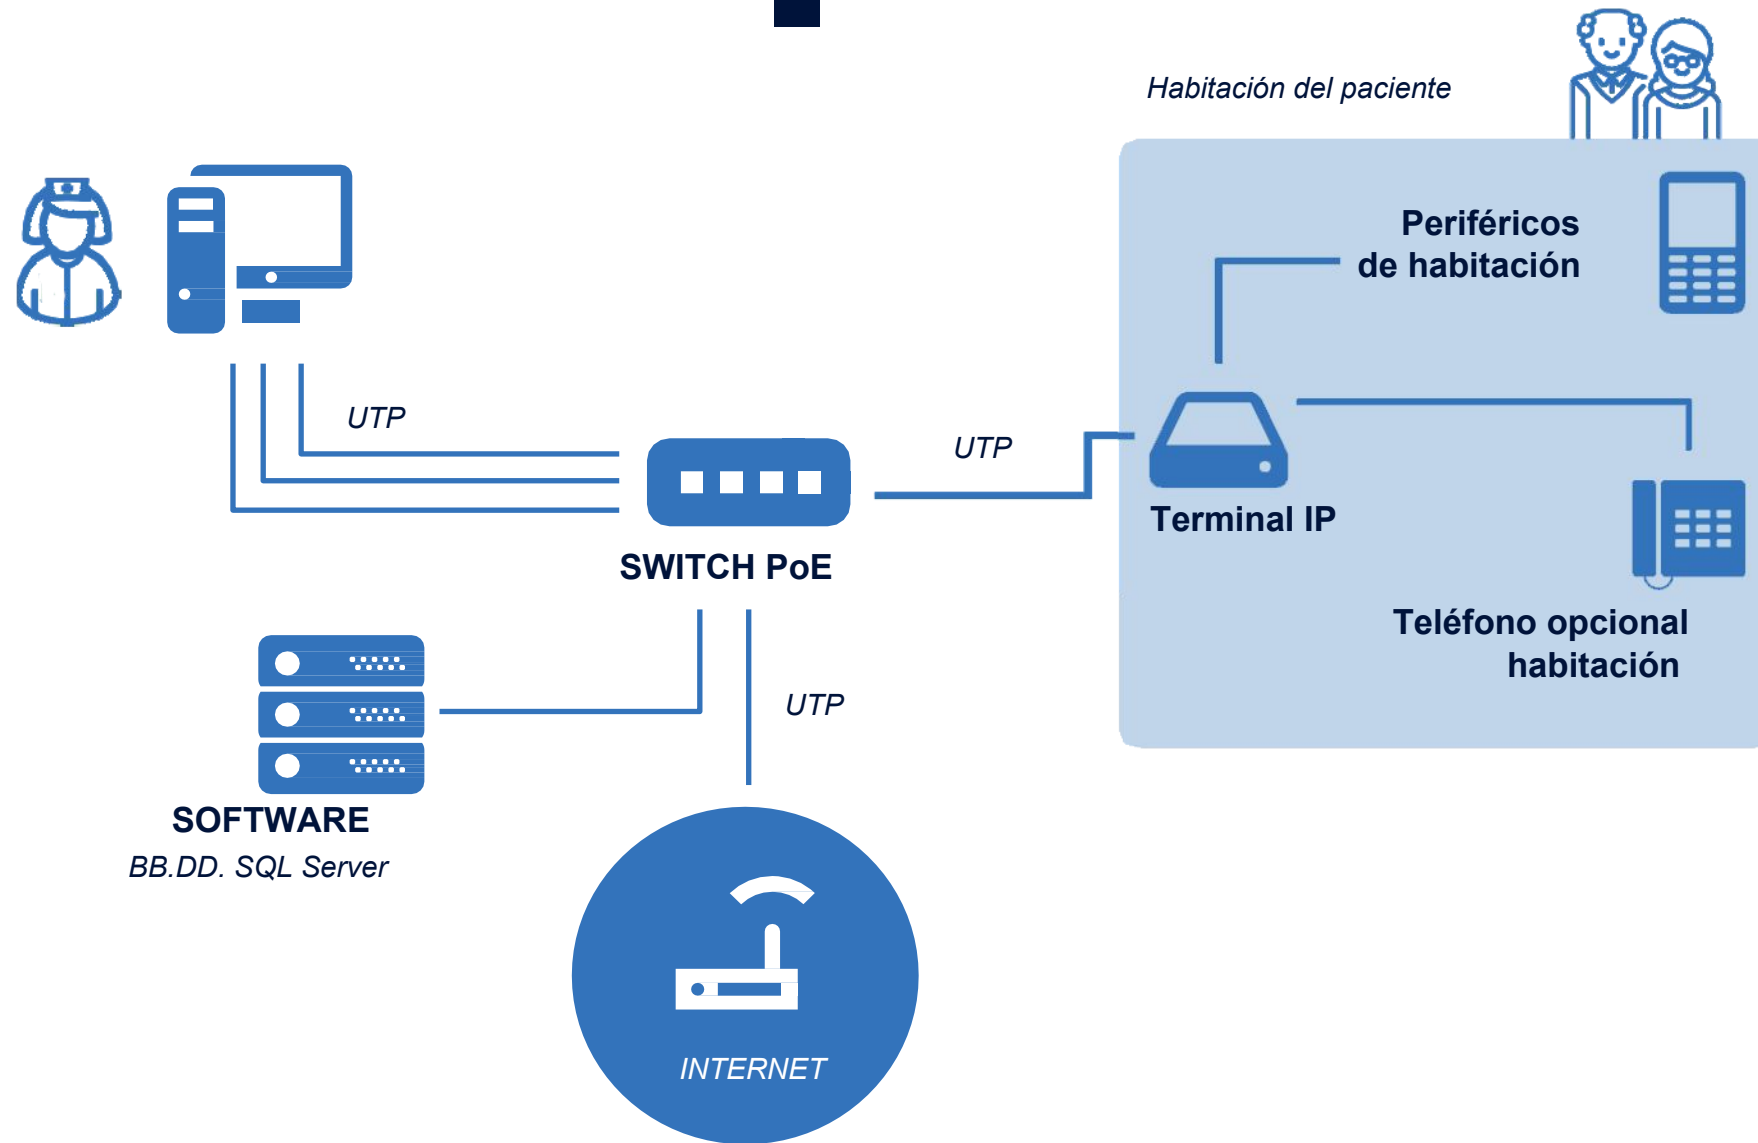 Habitación del paciente
Periféricos
de habitación
UTP
UTP
Terminal IP
SWITCH PoE
Teléfono opcional
habitación
UTP
SOFTWARE
BB.DD. SQL Server
INTERNET